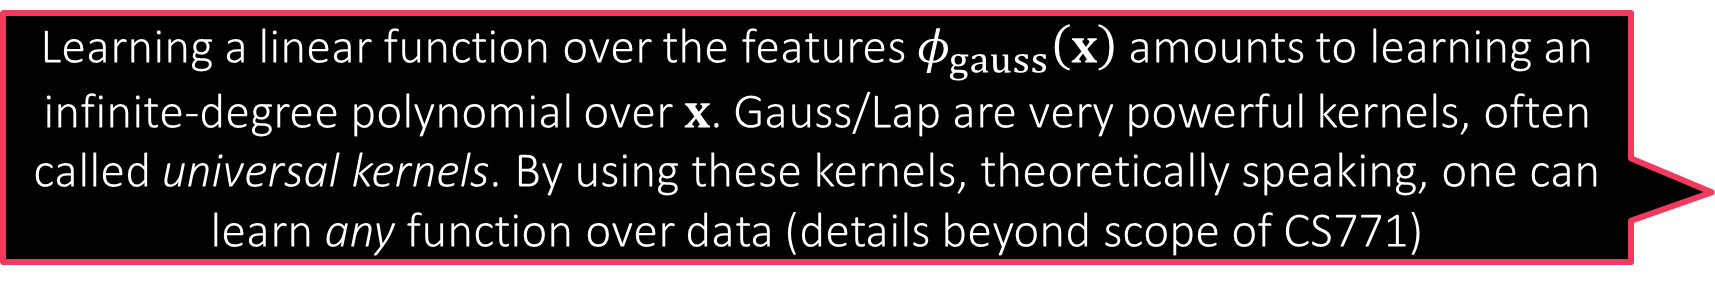 Learning a linear function over the features ϕ_gauss(𝐱) amounts to learning an
infinite-degree polynomial over 𝐱. Gauss/Lap are very powerful kernels, often
called universal kernels. By using these kernels, theoretically speaking, one can
learn any function over data (details beyond scope of CS771)